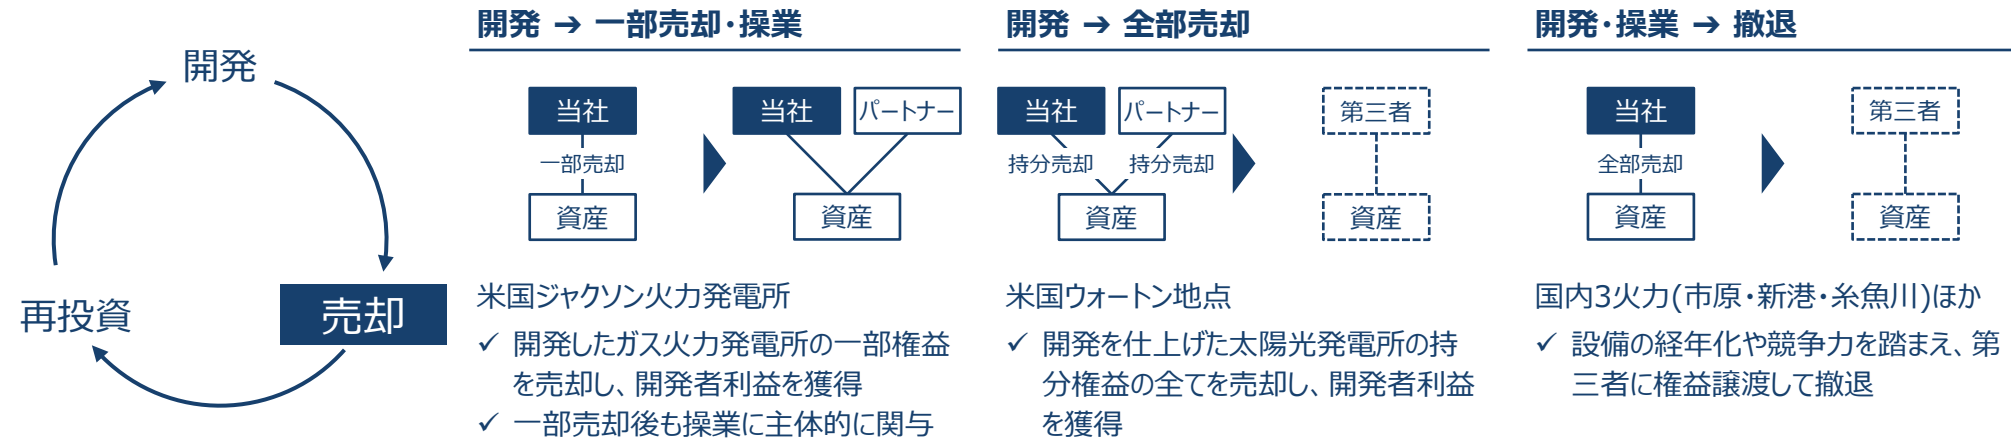 開発
売却
再投資
開発 → 一部売却・操業
当社
一部売却
資産
当社
パートナー
資産
米国ジャクソン火力発電所
✓ 開発したガス火力発電所の一部権益
を売却し、開発者利益を獲得
✓ 一部売却後も操業に主体的に関与
開発 → 全部売却
当社
パートナー
持分売却
持分売却
資産
第三者
資産
米国ウォートン地点
✓ 開発を仕上げた太陽光発電所の持
分権益の全てを売却し、開発者利益
を獲得
開発・操業 → 撤退
当社
全部売却
資産
第三者
資産
国内3火力(市原・新港・糸魚川)ほか
✓ 設備の経年化や競争力を踏まえ、第
三者に権益譲渡して撤退